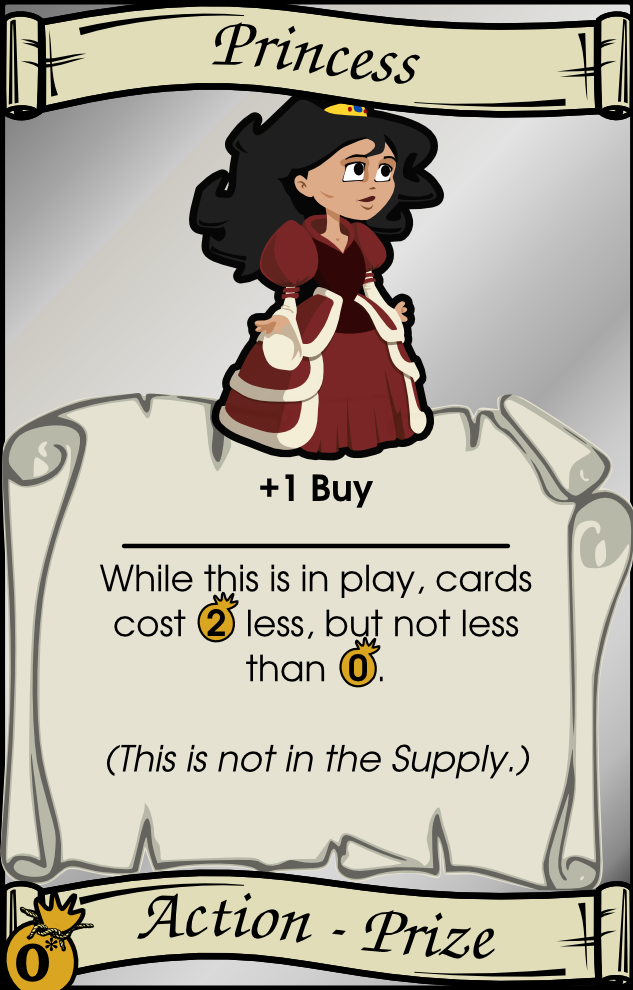 Princess
+1 Buy
While this is in play, cards
cost 2 less, but not less
than 0.
(This is not in the Supply.)
Action - Prize
0*